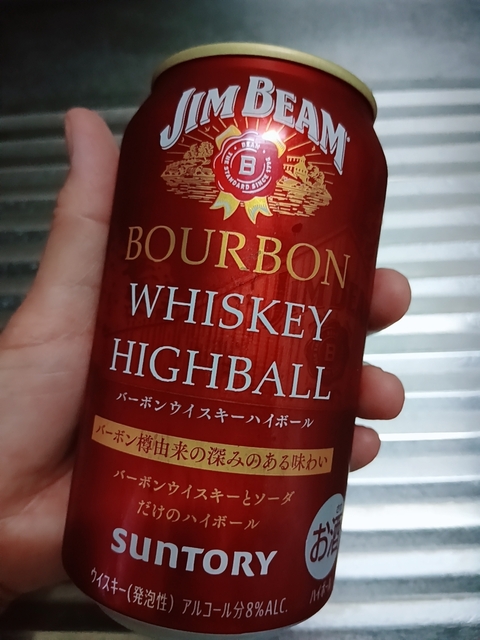 JIM BEAM
BEAM
B
STANDARD SINCE
BOURBON
WHISKEY
HIGHBALL
バーボンウイスキーハイボール
バーボン樽由来の深みのある味わい
バーボンウイスキーとソーダ
だけのハイボール
お酒
SUNTORY
ウイスキー(発泡性) アルコール分8%ALC.